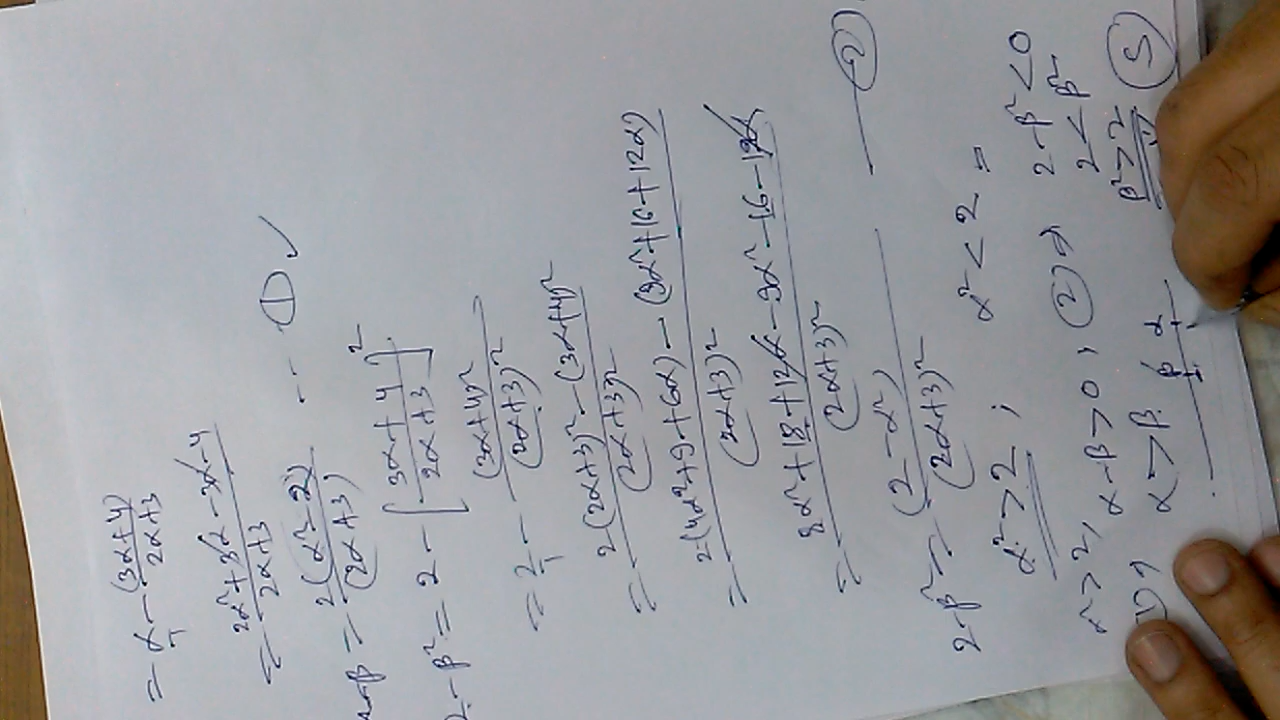 = α/1 - (3α+4)/(2α+3)
= (2α²+3α-3α-4)/(2α+3)
α-β = 2(α²-2)/(2α+3) --- ① ✓
2-β² = 2 - [(3α+4)/(2α+3)]²
= 2/1 - (3α+4)²/(2α+3)²
= (2(2α+3)² - (3α+4)²)/(2α+3)²
= (2(4α²+9+6α) - (9α²+16+12α))/(2α+3)²
= (8α²+18+12α-9α²-16-12α)/(2α+3)²
2-β² = (2-α²)/(2α+3)² — ②
α²>2 ; α²<2 =
α²>2, α-β>0, ② ⇒ 2-β²<0
① ⇒ α>β 2<β²
β α β²>2 ⑤